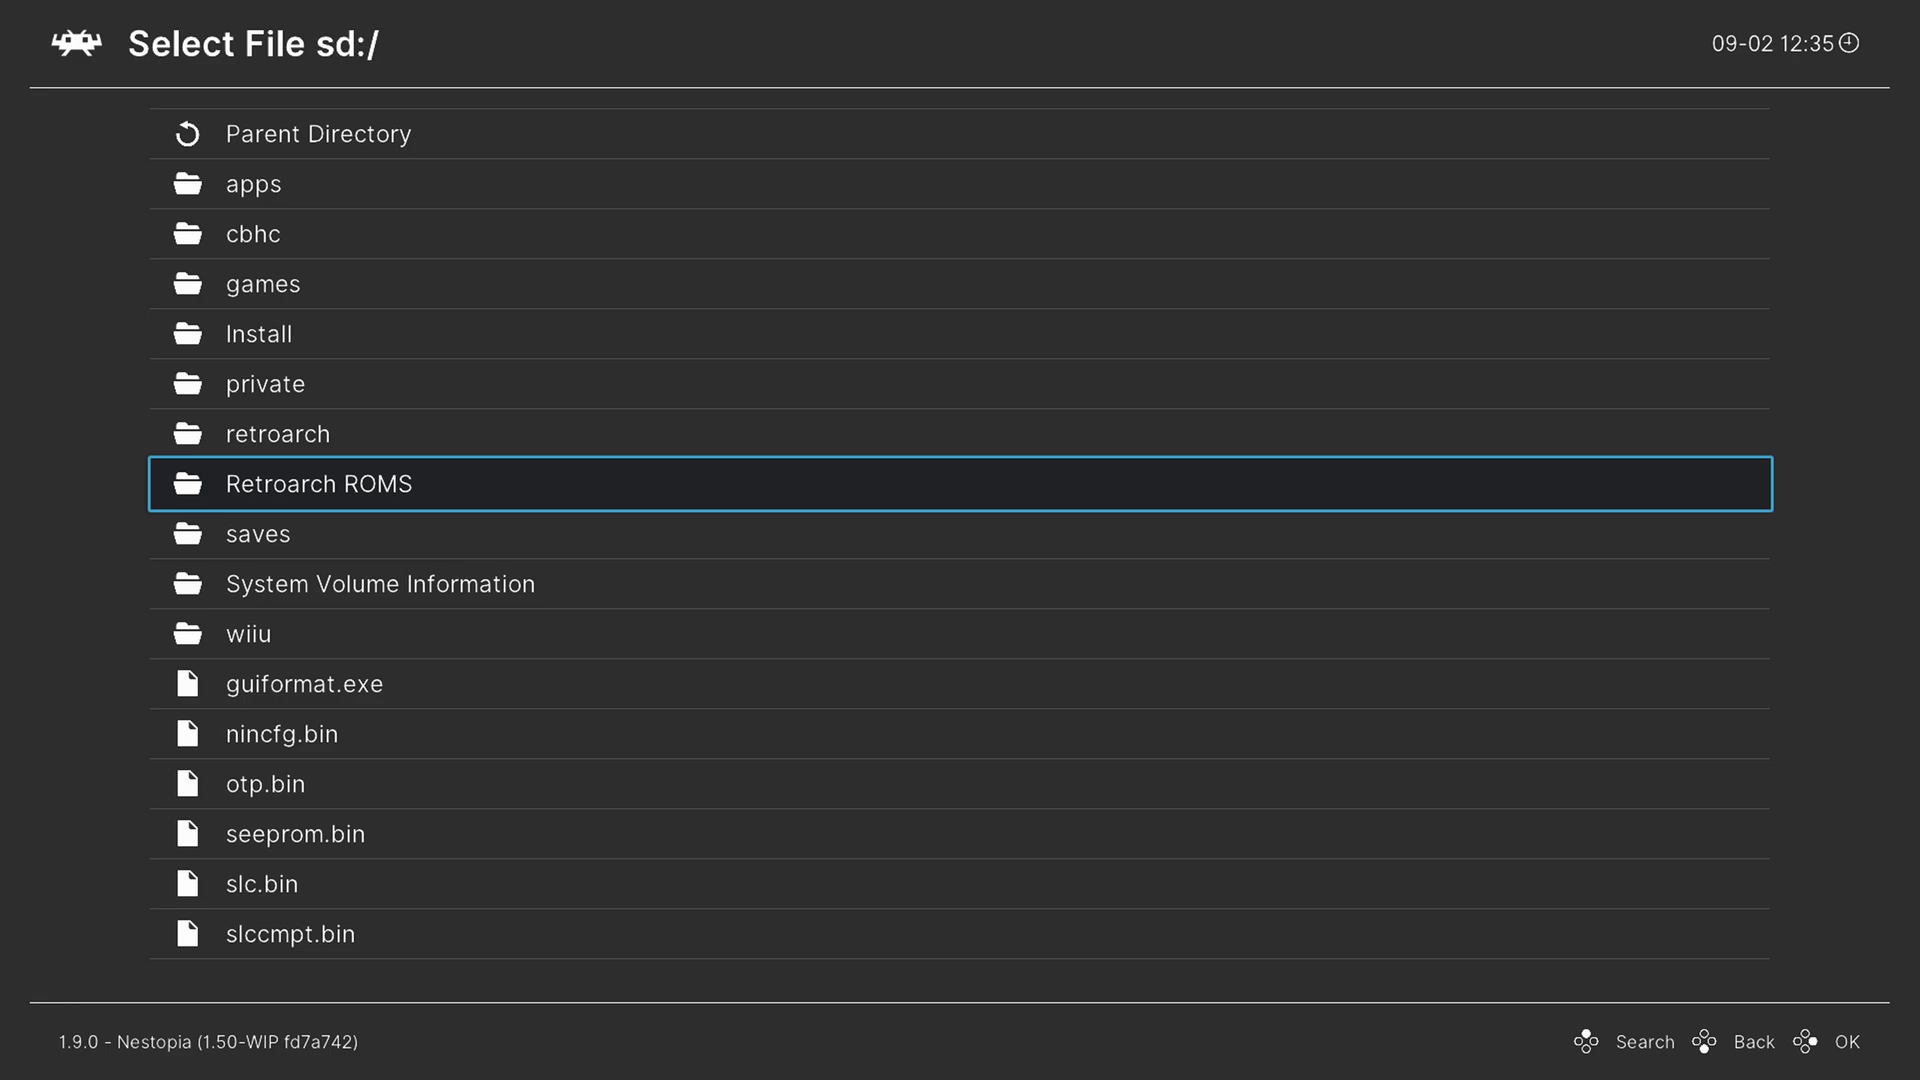 Select File sd:/
09-02 12:35
Parent Directory
apps
cbhc
games
Install
private
retroarch
Retroarch ROMS
saves
System Volume Information
wiiu
guiformat.exe
nincfg.bin
otp.bin
seeprom.bin
slc.bin
slccmpt.bin
1.9.0 - Nestopia (1.50-WIP fd7a742)
Search Back OK